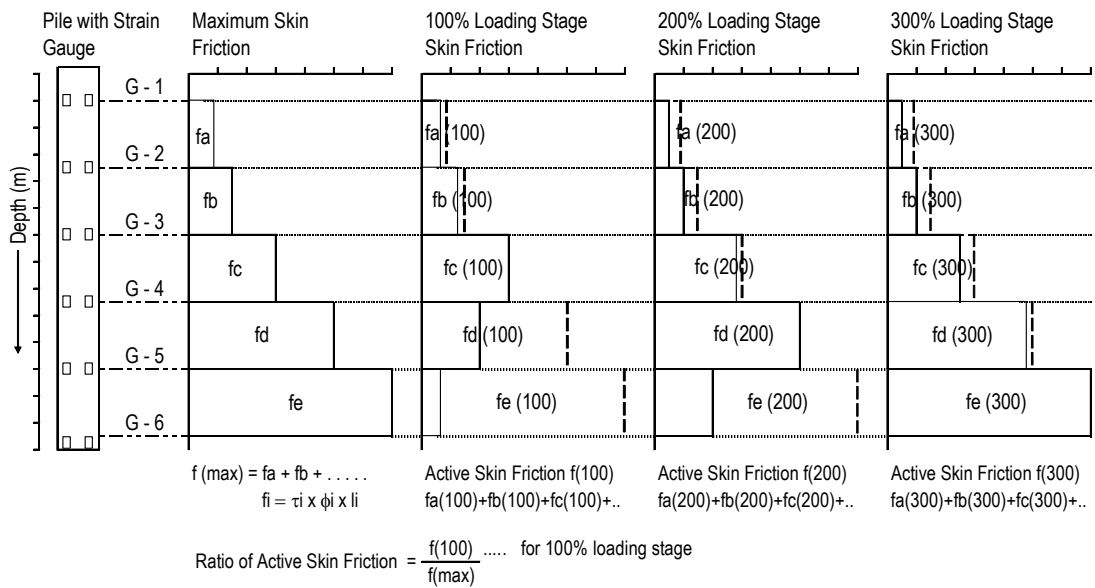 Pile with Strain
Gauge
Maximum Skin
Friction
100% Loading Stage
Skin Friction
200% Loading Stage
Skin Friction
300% Loading Stage
Skin Friction
Depth (m)
G - 1
G - 2
G - 3
G - 4
G - 5
G - 6
fa
fb
fc
fd
fe
fa (100)
fb (100)
fc (100)
fd (100)
fe (100)
fa (200)
fb (200)
fc (200)
fd (200)
fe (200)
fa (300)
fb (300)
fc (300)
fd (300)
fe (300)
f (max) = fa + fb + . . . . .
fi = τi x ϕi x li
Active Skin Friction f(100)
fa(100)+fb(100)+fc(100)+..
Active Skin Friction f(200)
fa(200)+fb(200)+fc(200)+..
Active Skin Friction f(300)
fa(300)+fb(300)+fc(300)+..
Ratio of Active Skin Friction = f(100) ..... for 100% loading stage
f(max)